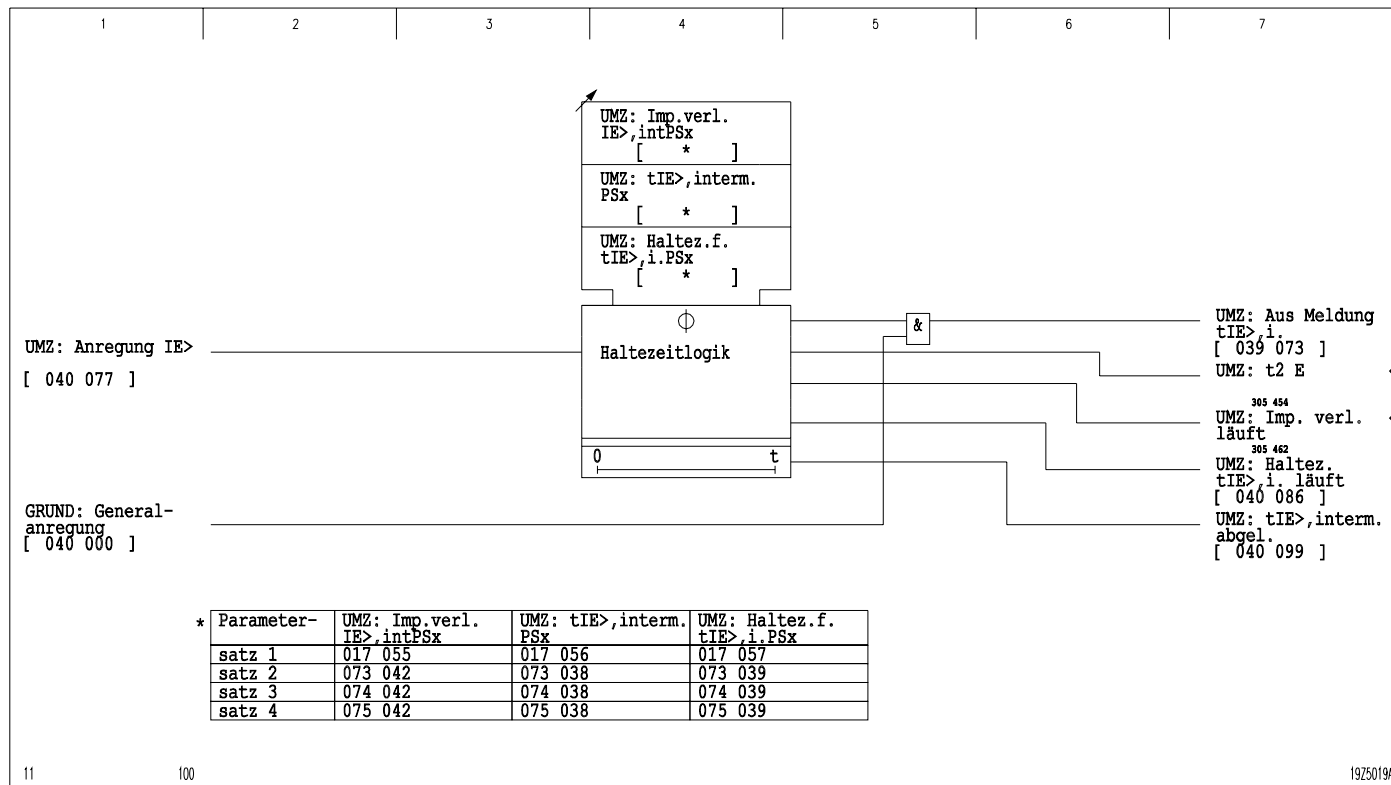 1 2 3 4 5 6 7
UMZ: Imp.verl.
IE>,intPSx
[ * ]
UMZ: tIE>,interm.
PSx
[ * ]
UMZ: Haltez.f.
tIE>,i.PSx
[ * ]
Haltezeitlogik
0 t
&
UMZ: Anregung IE>
[ 040 077 ]
GRUND: General-
anregung
[ 040 000 ]
UMZ: Aus Meldung
tIE>,i.
[ 039 073 ]
UMZ: t2 E
305 454
UMZ: Imp. verl.
läuft
305 462
UMZ: Haltez.
tIE>,i. läuft
[ 040 086 ]
UMZ: tIE>,interm.
abgel.
[ 040 099 ]
* Parameter- UMZ: Imp.verl. UMZ: tIE>,interm. UMZ: Haltez.f.
IE>,intPSx PSx tIE>,i.PSx
satz 1 017 055 017 056 017 057
satz 2 073 042 073 038 073 039
satz 3 074 042 074 038 074 039
satz 4 075 042 075 038 075 039
11 100 19Z5019A